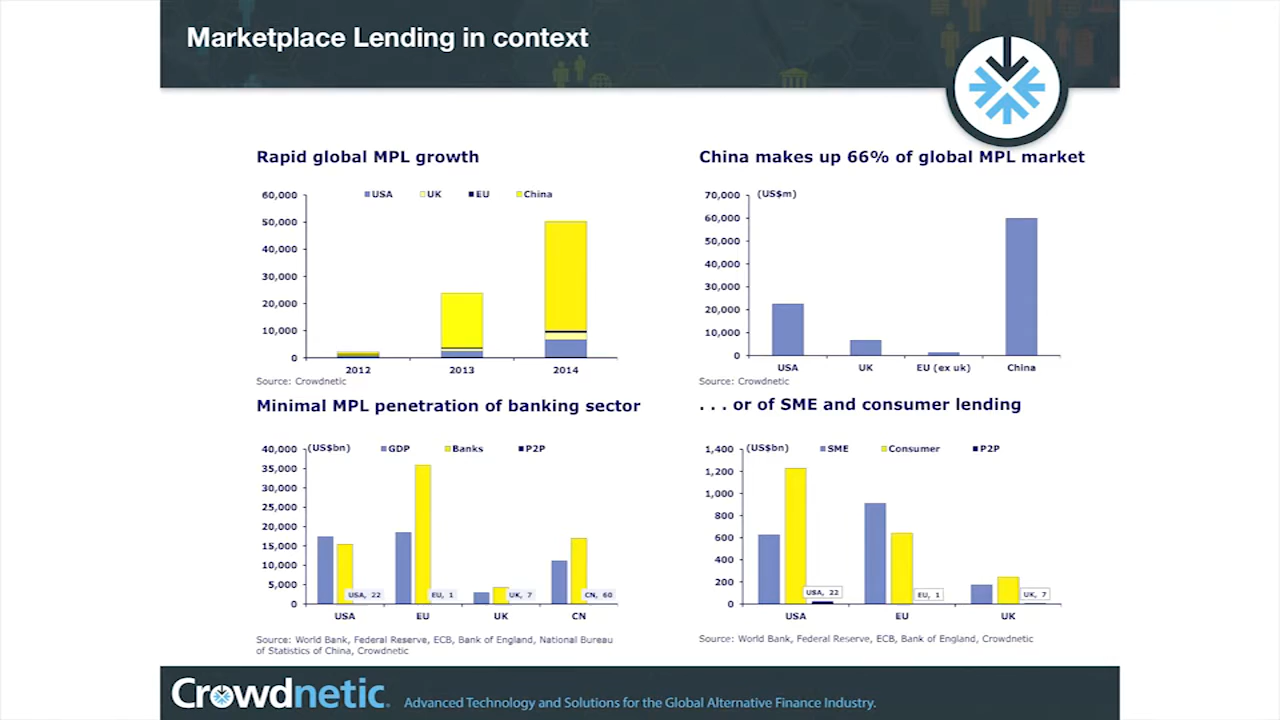 Marketplace Lending in context
Rapid global MPL growth
60,000
50,000
40,000
30,000
20,000
10,000
0
USA UK EU China
2012 2013 2014
Source: Crowdnetic
China makes up 66% of global MPL market
70,000
60,000
50,000
40,000
30,000
20,000
10,000
0
(US$m)
USA UK EU (ex uk) China
Source: Crowdnetic
Minimal MPL penetration of banking sector
40,000
35,000
30,000
25,000
20,000
15,000
10,000
5,000
0
(US$bn) GDP Banks P2P
USA, 22 EU, 1 UK, 7 CN, 60
USA EU UK CN
Source: World Bank, Federal Reserve, ECB, Bank of England, National Bureau
of Statistics of China, Crowdnetic
. . . or of SME and consumer lending
1,400
1,200
1,000
800
600
400
200
0
(US$bn) SME Consumer P2P
USA, 22 EU, 1 UK, 7
USA EU UK
Source: World Bank, Federal Reserve, ECB, Bank of England, Crowdnetic
Crowdnetic. Advanced Technology and Solutions for the Global Alternative Finance Industry.